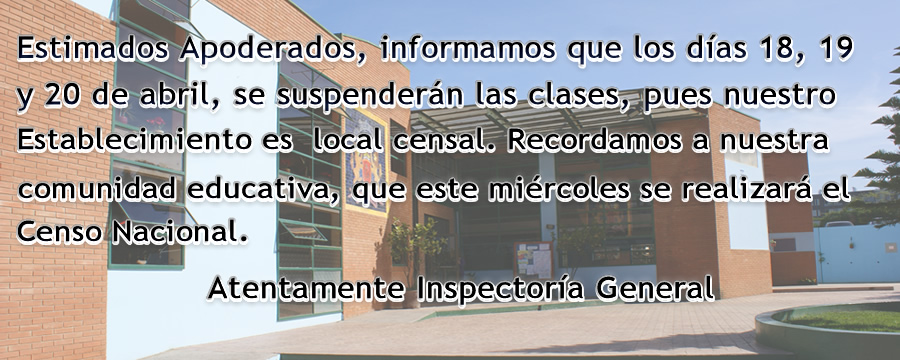 Estimados Apoderados, informamos que los días 18, 19
y 20 de abril, se suspenderán las clases, pues nuestro
Establecimiento es  local censal. Recordamos a nuestra
comunidad educativa, que este miércoles se realizará el
Censo Nacional.
Atentamente Inspectoría General